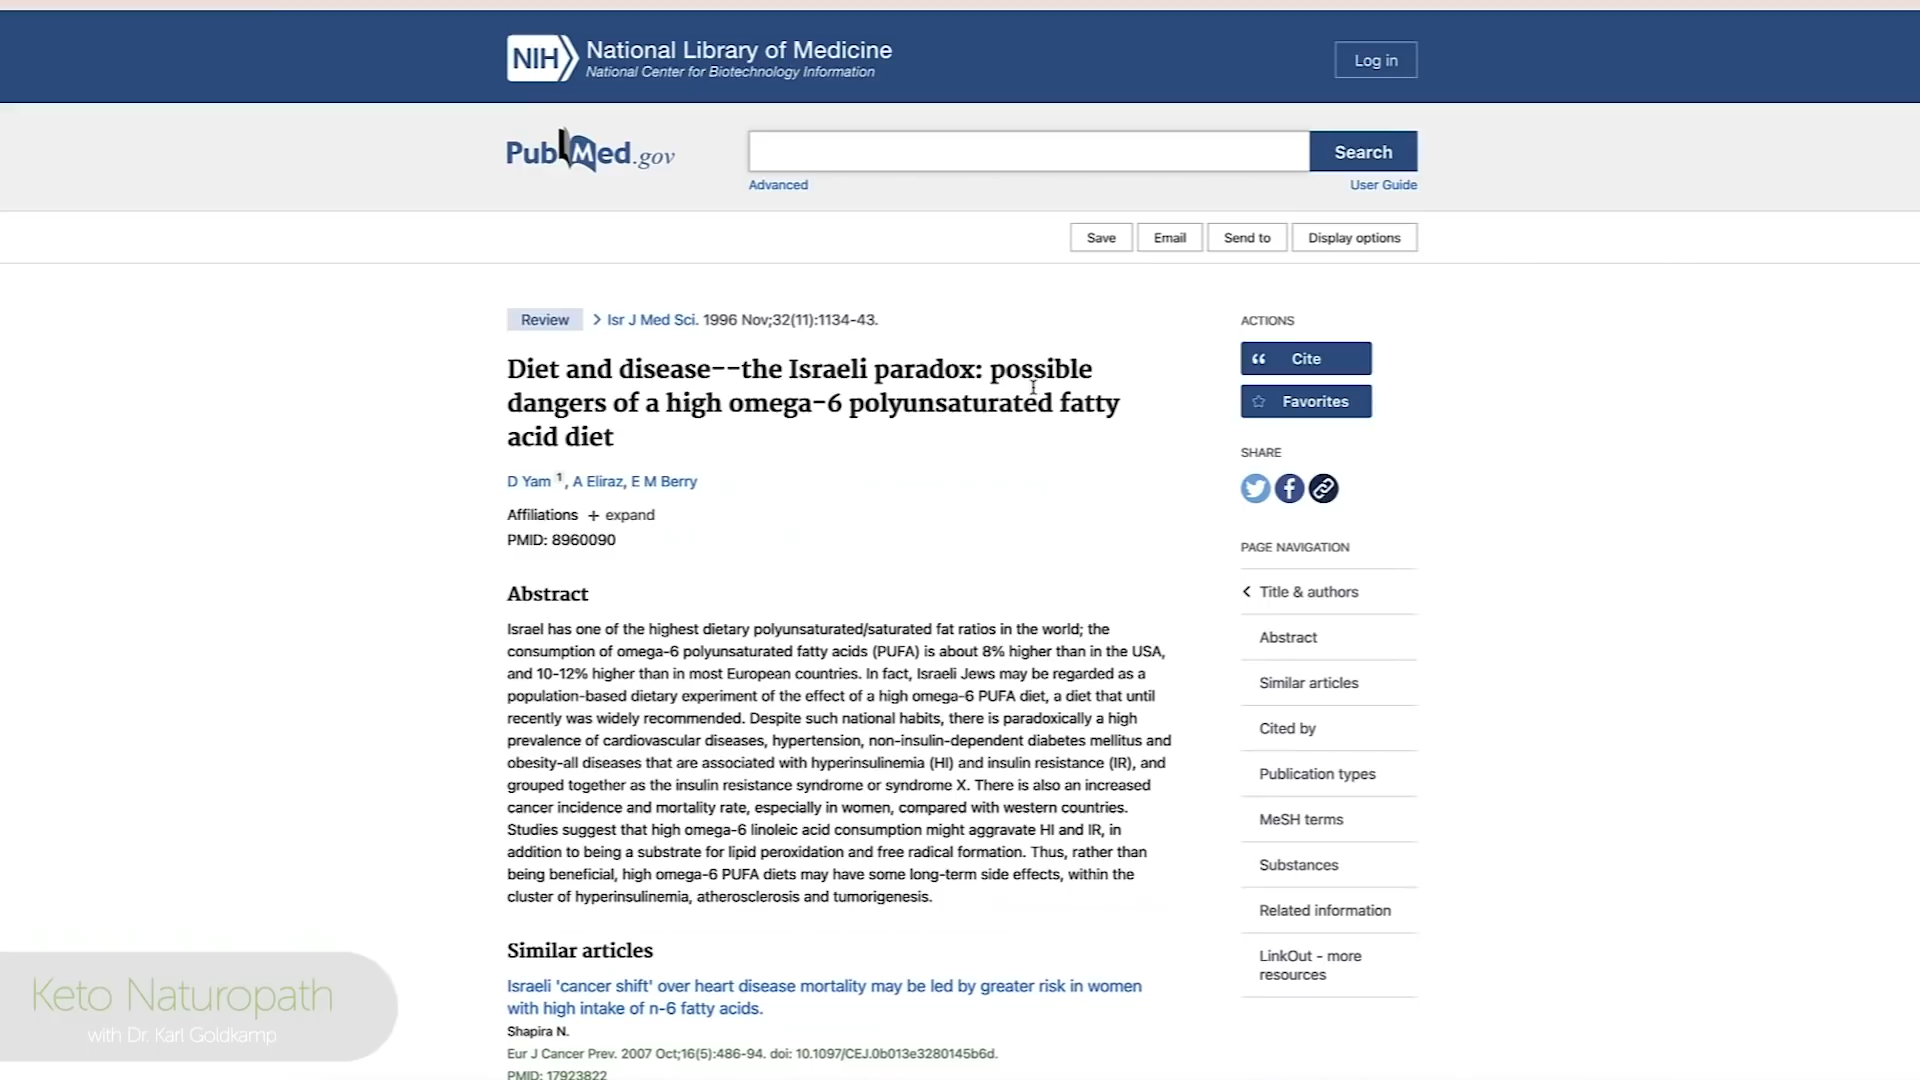 NIH National Library of Medicine
National Center for Biotechnology Information
Log in
PubMed.gov
Search
Advanced
User Guide
Save
Email
Send to
Display options
Review
Isr J Med Sci. 1996 Nov;32(11):1134-43.
Diet and disease--the Israeli paradox: possible
dangers of a high omega-6 polyunsaturated fatty
acid diet
D Yam 1, A Eliraz, E M Berry
Affiliations + expand
PMID: 8960090
Abstract
Israel has one of the highest dietary polyunsaturated/saturated fat ratios in the world; the
consumption of omega-6 polyunsaturated fatty acids (PUFA) is about 8% higher than in the USA,
and 10-12% higher than in most European countries. In fact, Israeli Jews may be regarded as a
population-based dietary experiment of the effect of a high omega-6 PUFA diet, a diet that until
recently was widely recommended. Despite such national habits, there is paradoxically a high
prevalence of cardiovascular diseases, hypertension, non-insulin-dependent diabetes mellitus and
obesity-all diseases that are associated with hyperinsulinemia (HI) and insulin resistance (IR), and
grouped together as the insulin resistance syndrome or syndrome X. There is also an increased
cancer incidence and mortality rate, especially in women, compared with western countries.
Studies suggest that high omega-6 linoleic acid consumption might aggravate HI and IR, in
addition to being a substrate for lipid peroxidation and free radical formation. Thus, rather than
being beneficial, high omega-6 PUFA diets may have some long-term side effects, within the
cluster of hyperinsulinemia, atherosclerosis and tumorigenesis.
Similar articles
Israeli 'cancer shift' over heart disease mortality may be led by greater risk in women
with high intake of n-6 fatty acids.
Shapira N.
Eur J Cancer Prev. 2007 Oct;16(5):486-94. doi: 10.1097/CEJ.0b013e3280145b6d.
PMID: 17923822
ACTIONS
Cite
Favorites
SHARE
PAGE NAVIGATION
Title & authors
Abstract
Similar articles
Cited by
Publication types
MeSH terms
Substances
Related information
LinkOut - more
resources
Keto Naturopath
with Dr. Karl Goldkamp